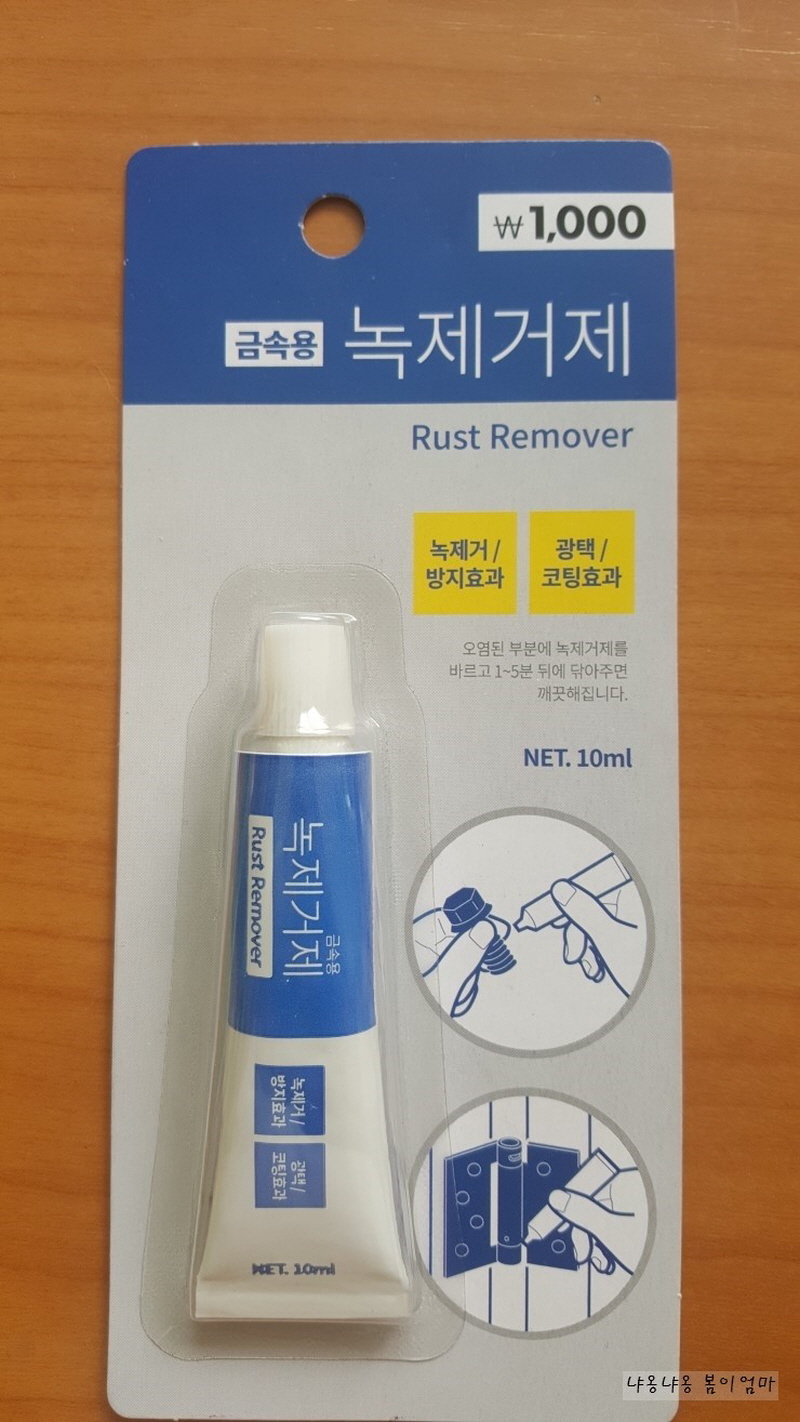 ₩1,000
금속용 녹제거제
Rust Remover
녹제거 /
방지효과
광택 /
코팅효과
오염된 부분에 녹제거제를
바르고 1~5분 뒤에 닦아주면
깨끗해집니다.
NET. 10ml
금속용
녹제거제
Rust Remover
녹제거 /
방지효과
광택 /
코팅효과
NET. 10ml
냐옹냐옹 봄이엄마